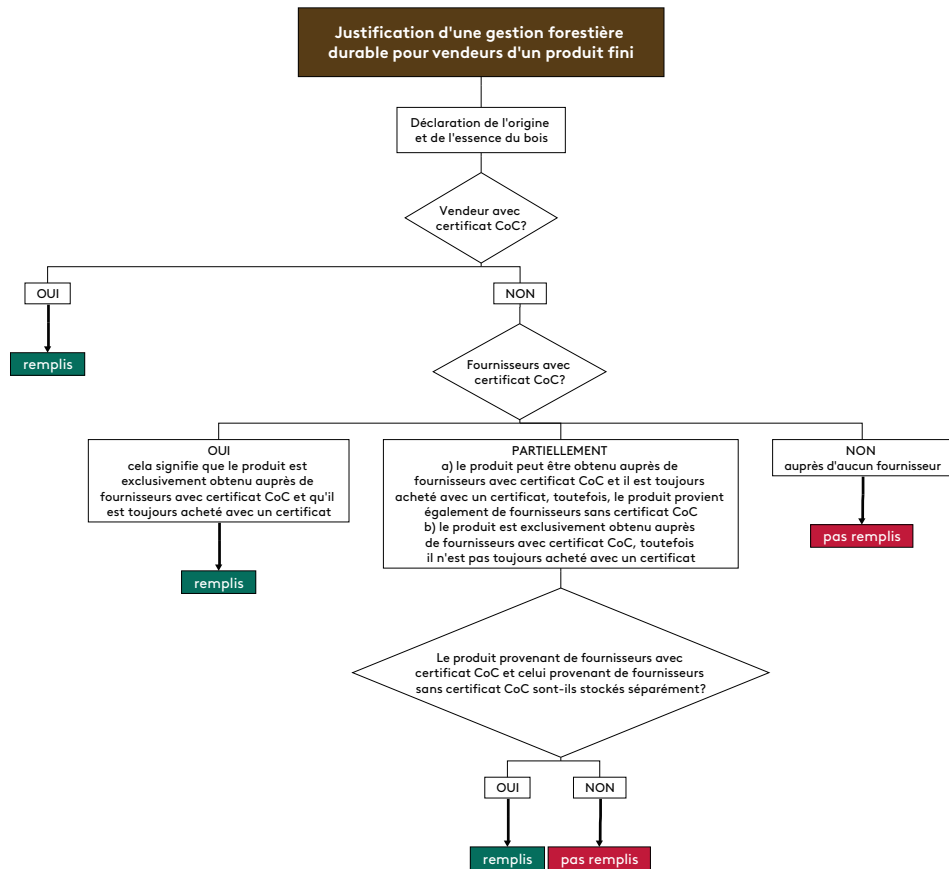 Justification d'une gestion forestière
durable pour vendeurs d'un produit fini
Déclaration de l'origine
et de l'essence du bois
Vendeur avec
certificat CoC?
OUI
NON
remplis
Fournisseurs avec
certificat CoC?
OUI
cela signifie que le produit est
exclusivement obtenu auprès de
fournisseurs avec certificat CoC et qu'il
est toujours acheté avec un certificat
PARTIELLEMENT
a) le produit peut être obtenu auprès de
fournisseurs avec certificat CoC et il est toujours
acheté avec un certificat, toutefois, le produit provient
également de fournisseurs sans certificat CoC
b) le produit est exclusivement obtenu auprès
de fournisseurs avec certificat CoC, toutefois
il n'est pas toujours acheté avec un certificat
NON
auprès d'aucun fournisseur
remplis
pas remplis
Le produit provenant de fournisseurs avec
certificat CoC et celui provenant de fournisseurs
sans certificat CoC sont-ils stockés séparément?
OUI
NON
remplis
pas remplis